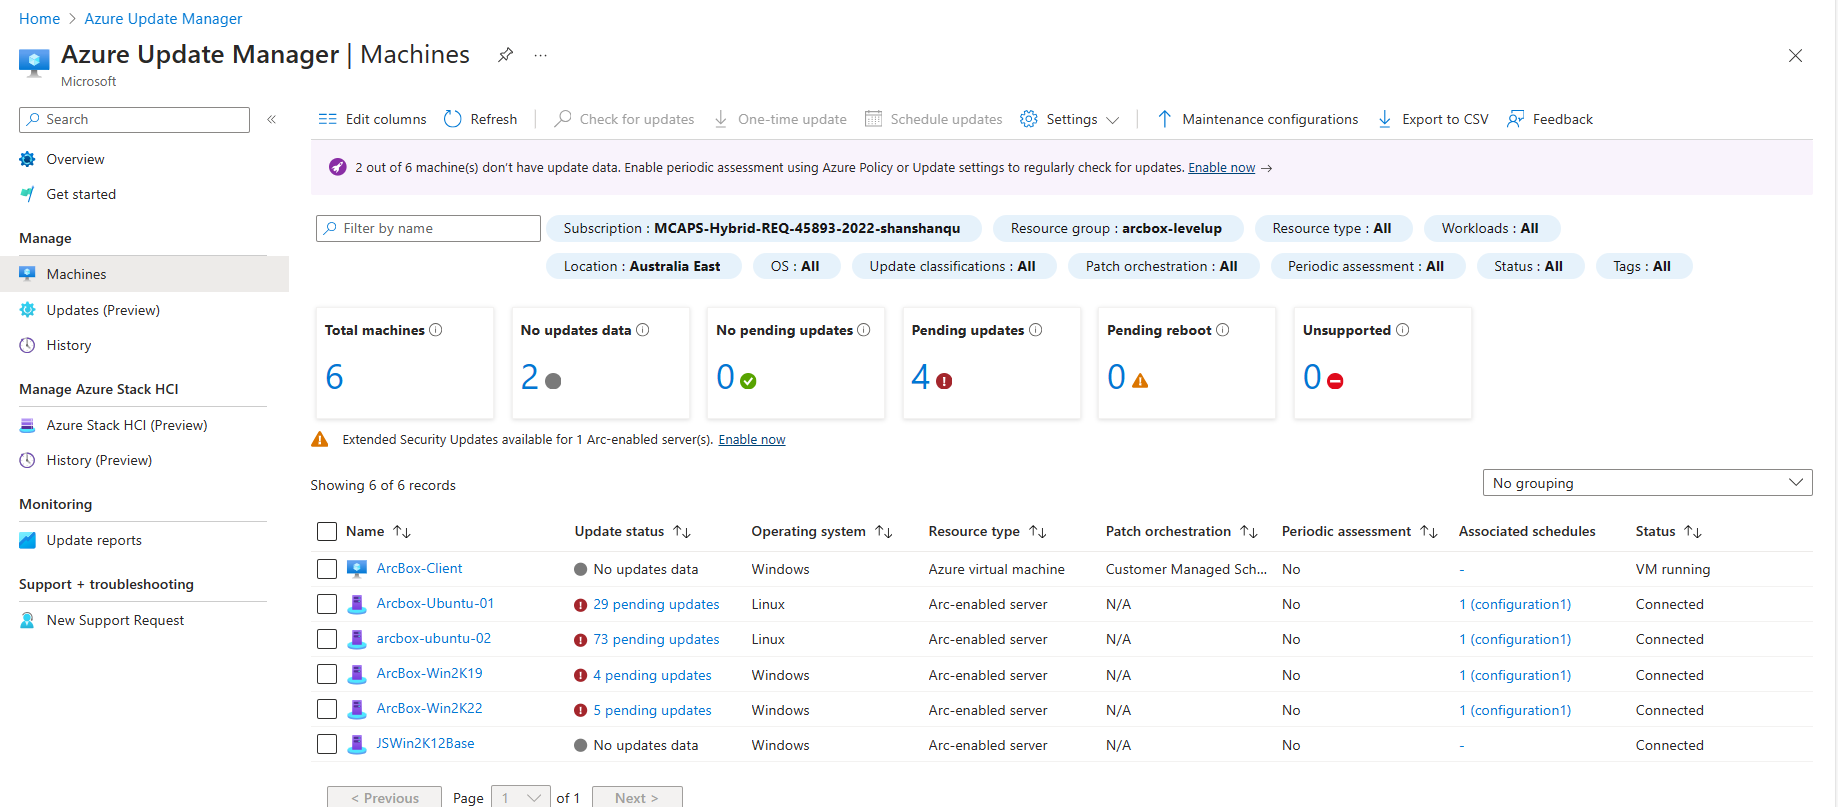 Home > Azure Update Manager
Azure Update Manager | Machines ...
Microsoft
Search
Overview
Get started
Manage
Machines
Updates (Preview)
History
Manage Azure Stack HCI
Azure Stack HCI (Preview)
History (Preview)
Monitoring
Update reports
Support + troubleshooting
New Support Request
Edit columns Refresh Check for updates One-time update Schedule updates Settings Maintenance configurations Export to CSV Feedback
2 out of 6 machine(s) don't have update data. Enable periodic assessment using Azure Policy or Update settings to regularly check for updates. Enable now →
Filter by name Subscription : MCAPS-Hybrid-REQ-45893-2022-shanshanqu Resource group : arcbox-levelup Resource type : All Workloads : All
Location : Australia East OS : All Update classifications : All Patch orchestration : All Periodic assessment : All Status : All Tags : All
Total machines No updates data No pending updates Pending updates Pending reboot Unsupported
6 2 0 4 0 0
Extended Security Updates available for 1 Arc-enabled server(s). Enable now
Showing 6 of 6 records No grouping
Name Update status Operating system Resource type Patch orchestration Periodic assessment Associated schedules Status
ArcBox-Client No updates data Windows Azure virtual machine Customer Managed Sch... No - VM running
Arcbox-Ubuntu-01 29 pending updates Linux Arc-enabled server N/A No 1 (configuration1) Connected
arcbox-ubuntu-02 73 pending updates Linux Arc-enabled server N/A No 1 (configuration1) Connected
ArcBox-Win2K19 4 pending updates Windows Arc-enabled server N/A No 1 (configuration1) Connected
ArcBox-Win2K22 5 pending updates Windows Arc-enabled server N/A No 1 (configuration1) Connected
JSWin2K12Base No updates data Windows Arc-enabled server N/A No - Connected
< Previous Page 1 of 1 Next >